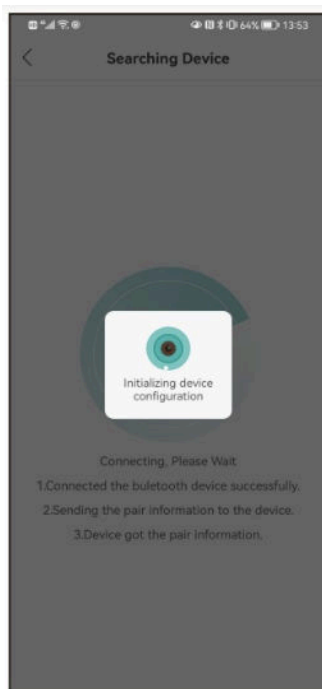 64% 13:53
Searching Device
Initializing device
configuration
Connecting, Please Wait
1.Connected the buletooth device successfully.
2.Sending the pair information to the device.
3.Device got the pair information.